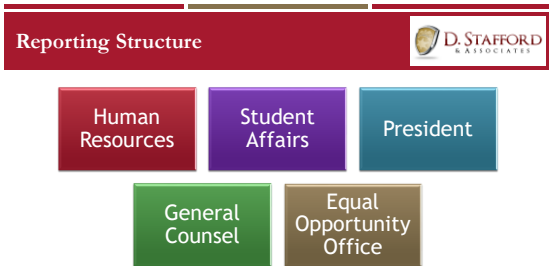 Reporting Structure
D. STAFFORD
& ASSOCIATES
Human
Resources
Student
Affairs
President
General
Counsel
Equal
Opportunity
Office